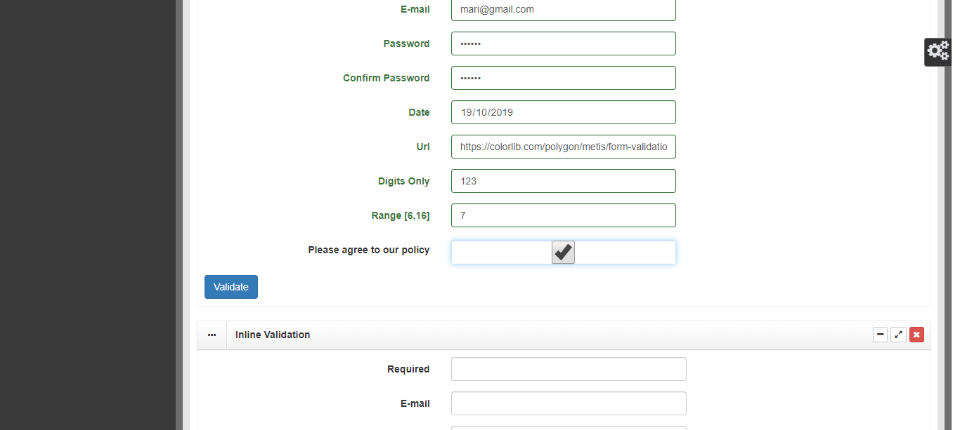 E-mail mari@gmail.com
Password ••••••
Confirm Password ••••••
Date 19/10/2019
Url https://colorlib.com/polygon/metis/form-validatio
Digits Only 123
Range [6,16] 7
Please agree to our policy
Validate
Inline Validation
Required
E-mail